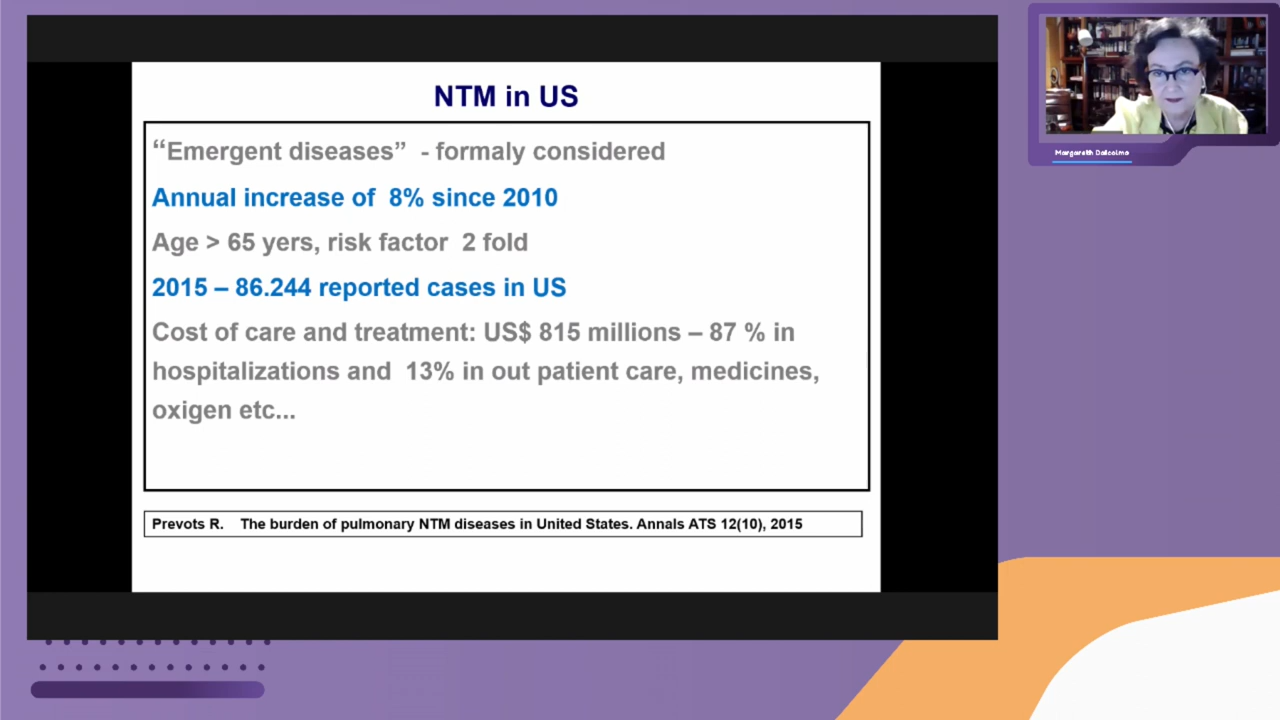 NTM in US
“Emergent diseases” - formaly considered
Annual increase of 8% since 2010
Age > 65 yers, risk factor 2 fold
2015 – 86.244 reported cases in US
Cost of care and treatment: US$ 815 millions – 87 % in
hospitalizations and 13% in out patient care, medicines,
oxigen etc...
Prevots R. The burden of pulmonary NTM diseases in United States. Annals ATS 12(10), 2015
Margareth Dalcolmo